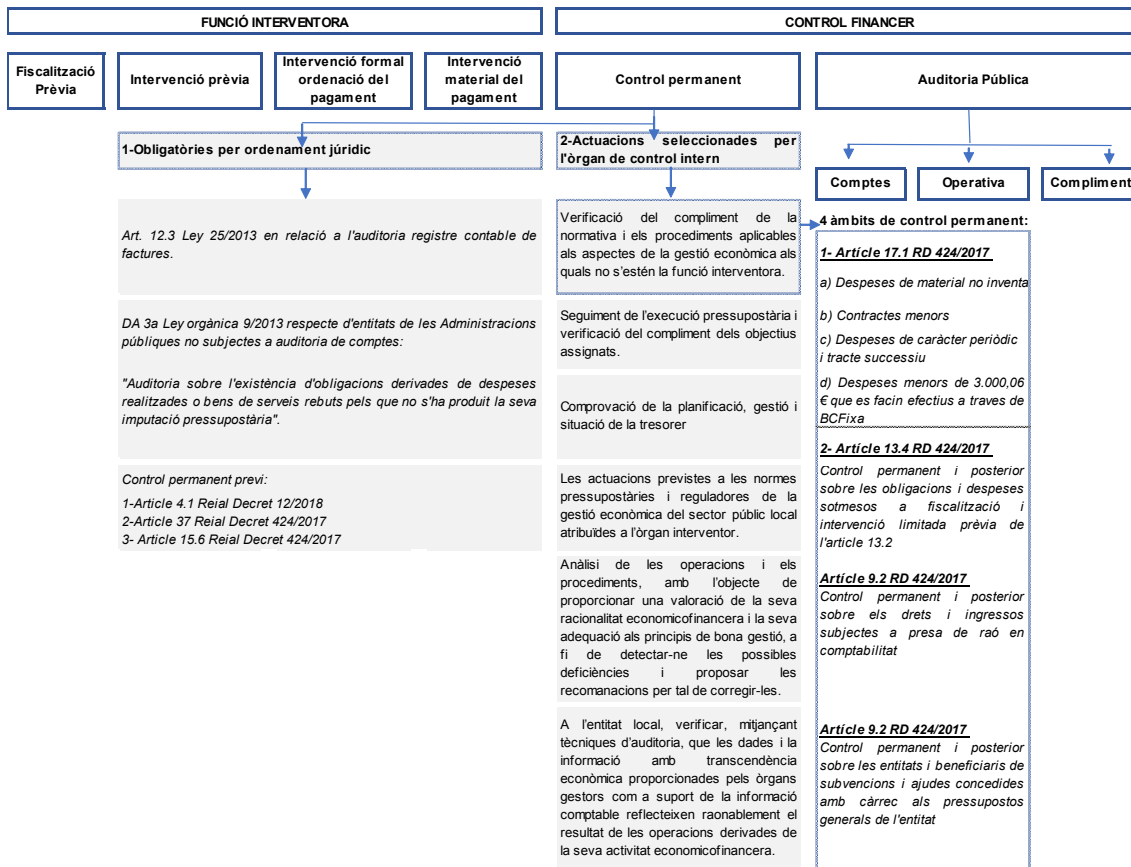 FUNCIÓ INTERVENTORA
CONTROL FINANCER
Fiscalització
Prèvia
Intervenció prèvia
Intervenció formal
ordenació del
pagament
Intervenció
material del
pagament
Control permanent
Auditoria Pública
1-Obligatòries per ordenament júridic
2-Actuacions seleccionades per
l'òrgan de control intern
Comptes
Operativa
Compliment
Art. 12.3 Ley 25/2013 en relació a l'auditoria registre contable de
factures.
DA 3a Ley orgànica 9/2013 respecte d'entitats de les Administracions
públiques no subjectes a auditoria de comptes:
"Auditoria sobre l'existència d'obligacions derivades de despeses
realitzades o bens de serveis rebuts pels que no s'ha produit la seva
imputació pressupostària".
Control permanent previ:
1-Article 4.1 Reial Decret 12/2018
2-Article 37 Reial Decret 424/2017
3- Article 15.6 Reial Decret 424/2017
Verificació del compliment de la
normativa i els procediments aplicables
als aspectes de la gestió econòmica als
quals no s'estén la funció interventora.
Seguiment de l'execució pressupostària i
verificació del compliment dels objectius
assignats.
Comprovació de la planificació, gestió i
situació de la tresorer
Les actuacions previstes a les normes
pressupostàries i reguladores de la
gestió econòmica del sector públic local
atribuïdes a l'òrgan interventor.
Anàlisi de les operacions i els
procediments, amb l'objecte de
proporcionar una valoració de la seva
racionalitat economicofinancera i la seva
adequació als principis de bona gestió, a
fi de detectar-ne les possibles
deficiències i proposar les
recomanacions per tal de corregir-les.
A l'entitat local, verificar, mitjançant
tècniques d'auditoria, que les dades i la
informació amb transcendència
econòmica proporcionades pels òrgans
gestors com a suport de la informació
comptable reflecteixen raonablement el
resultat de les operacions derivades de
la seva activitat economicofinancera.
4 àmbits de control permanent:
1- Article 17.1 RD 424/2017
a) Despeses de material no inventa
b) Contractes menors
c) Despeses de caràcter periòdic
i tracte successiu
d) Despeses menors de 3.000,06
€ que es facin efectius a traves de
BCFixa
2- Article 13.4 RD 424/2017
Control permanent i posterior
sobre les obligacions i despeses
sotmesos a fiscalització i
intervenció limitada prèvia de
l'article 13.2
Article 9.2 RD 424/2017
Control permanent i posterior
sobre els drets i ingressos
subjectes a presa de raó en
comptabilitat
Article 9.2 RD 424/2017
Control permanent i posterior
sobre les entitats i beneficiaris de
subvencions i ajudes concedides
amb càrrec als pressupostos
generals de l'entitat